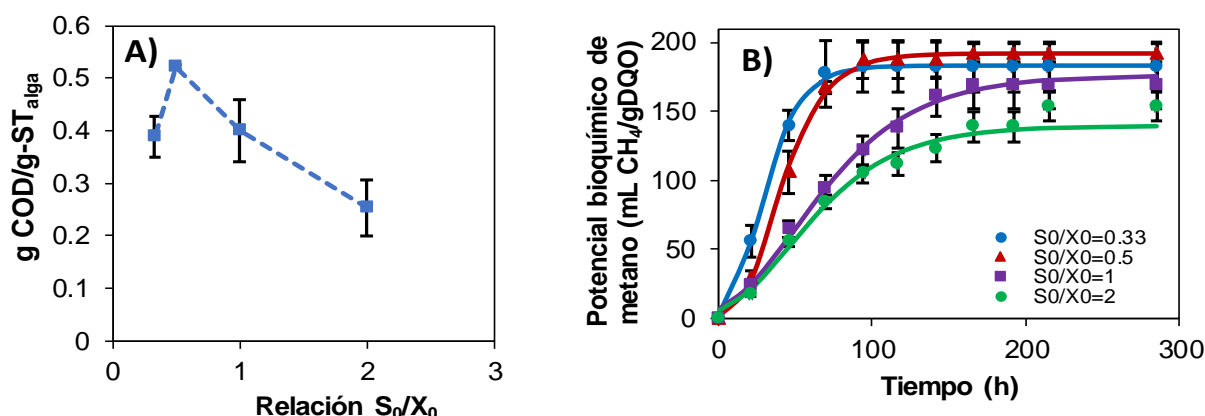 A)
g COD/g-ST alga
0.6
0.5
0.4
0.3
0.2
0.1
0
0
1
2
3
Relación S0/X0
B)
Potencial bioquímico de
metano (mL CH4/gDQO)
200
150
100
50
0
0
100
200
300
Tiempo (h)
S0/X0=0.33
S0/X0=0.5
S0/X0=1
S0/X0=2